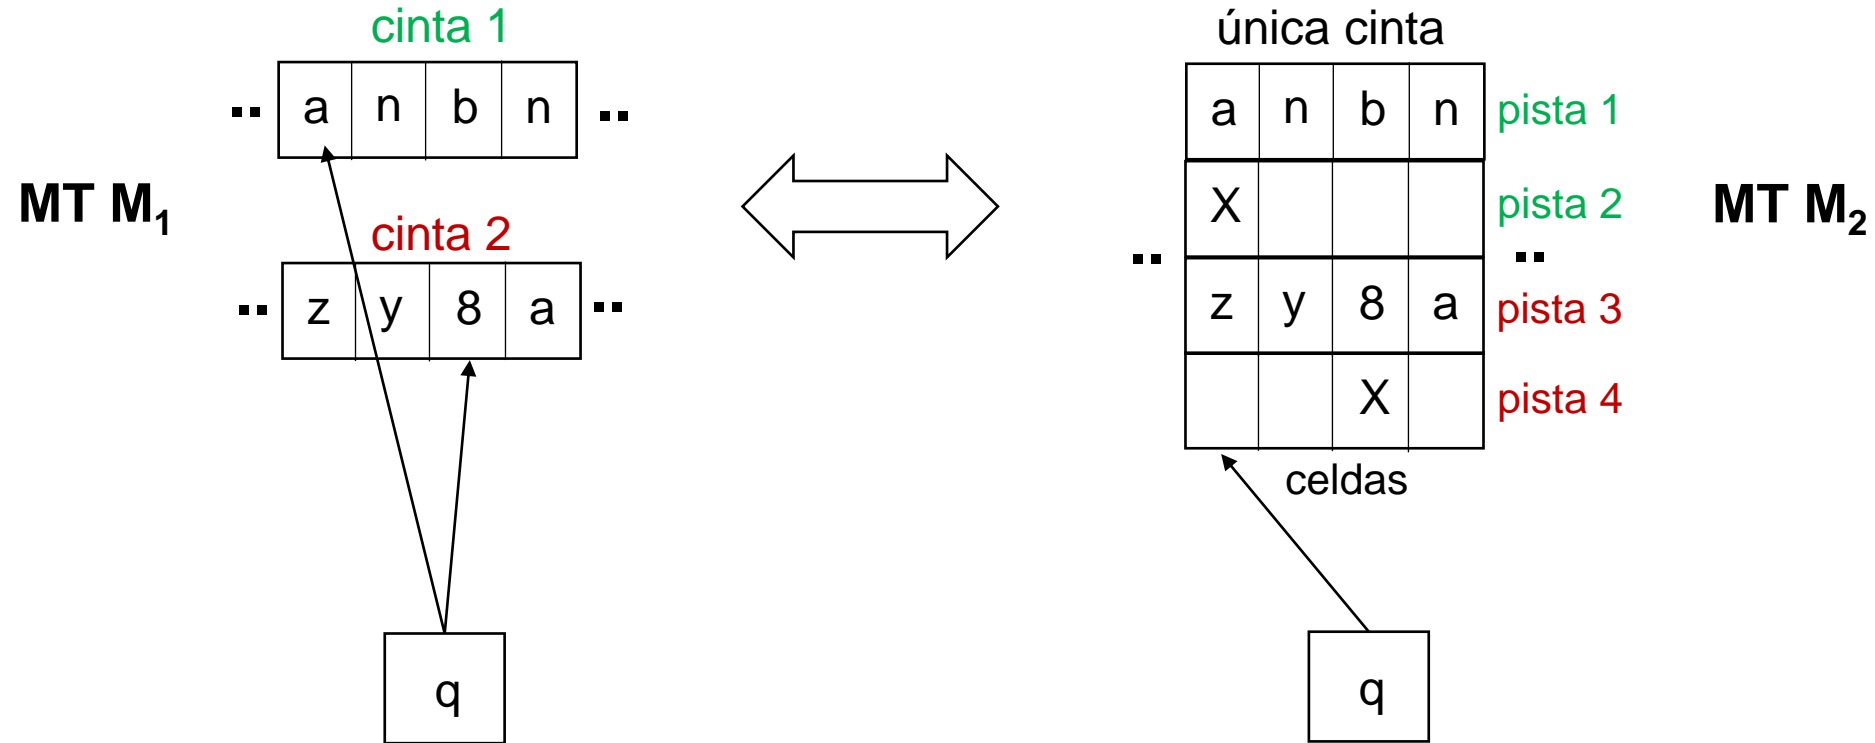 cinta 1
.. a n b n ..
MT M₁
cinta 2
.. z y 8 a ..
q
única cinta
a n b n pista 1
X pista 2
MT M₂
.. ..
z y 8 a pista 3
X pista 4
celdas
q